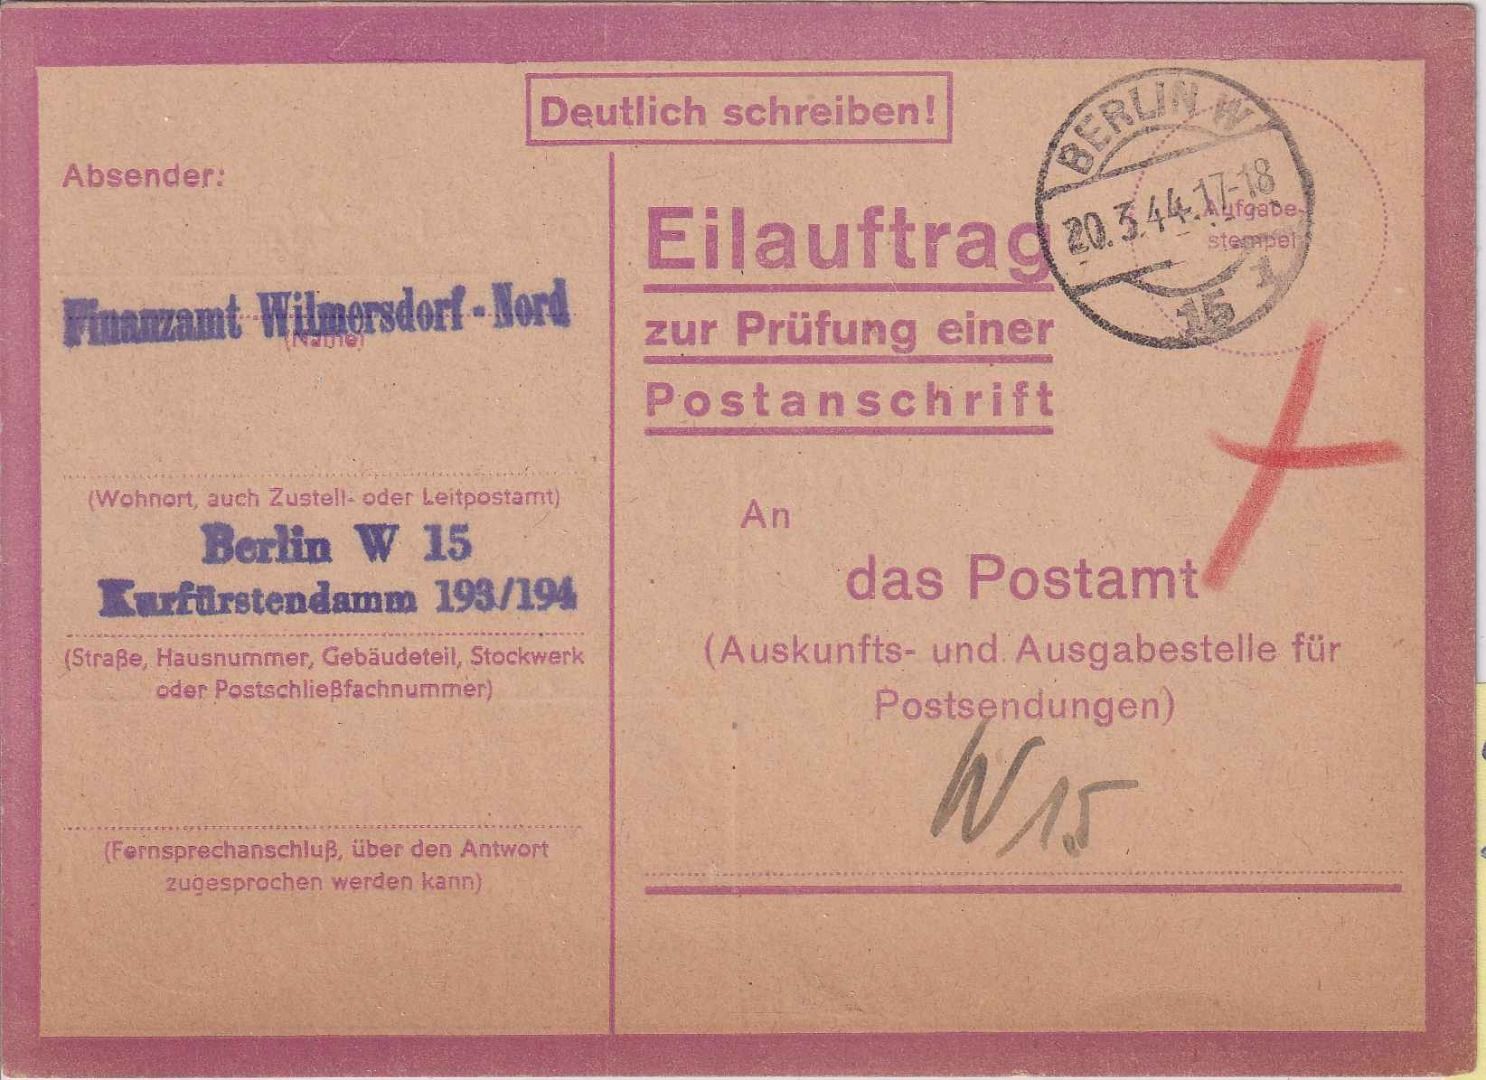 Deutlich schreiben!
Absender:
Finanzamt Wilmersdorf-Nord
(Name)
(Wohnort, auch Zustell- oder Leitpostamt)
Berlin W 15
Kurfürstendamm 193/194
(Straße, Hausnummer, Gebäudeteil, Stockwerk
oder Postschließfachnummer)
(Fernsprechanschluß, über den Antwort
zugesprochen werden kann)
Eilauftrag
zur Prüfung einer
Postanschrift
BERLIN W
20.3.44.17-18
15 1
Aufgabe-
stempel
An
das Postamt
(Auskunfts- und Ausgabestelle für
Postsendungen)
W 15